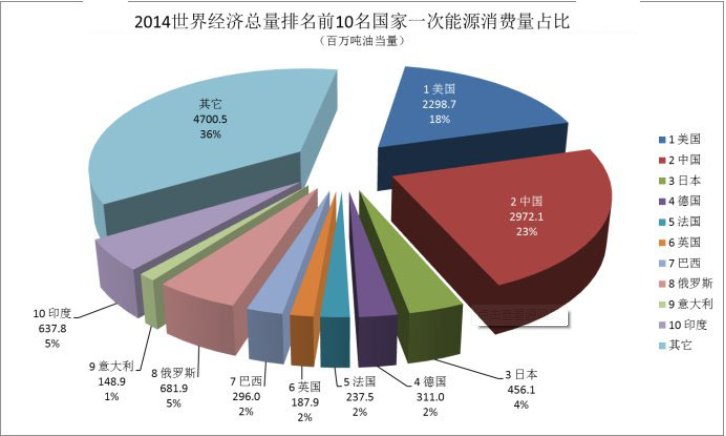 2014世界经济总量排名前10名国家一次能源消费量占比
（百万吨油当量）
其它
4700.5
36%
1 美国
2298.7
18%
2 中国
2972.1
23%
3 日本
456.1
4%
4 德国
311.0
2%
5 法国
237.5
2%
6 英国
187.9
2%
7 巴西
296.0
2%
8 俄罗斯
681.9
5%
9 意大利
148.9
1%
10 印度
637.8
5%
1 美国
2 中国
3 日本
4 德国
5 法国
6 英国
7 巴西
8 俄罗斯
9 意大利
10 印度
其它